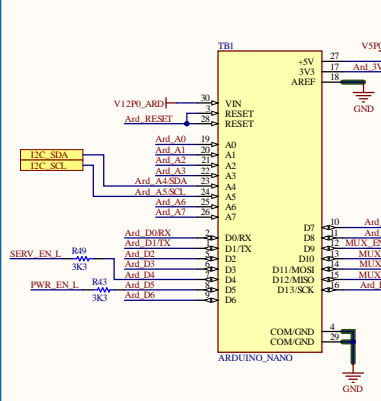 TB1
27
+5V
V5P0
17
3V3
Ard_3V
18
AREF
GND
V12P0_ARD
30
VIN
3
RESET
Ard_RESET
28
RESET
Ard_A0
19
A0
Ard_A1
20
A1
Ard_A2
21
A2
Ard_A3
22
A3
I2C_SDA
Ard_A4/SDA
23
A4
I2C_SCL
Ard_A5/SCL
24
A5
Ard_A6
25
A6
Ard_A7
26
A7
Ard_D0/RX
2
D0/RX
Ard_D1/TX
1
D1/TX
Ard_D2
5
D2
Ard_D3
6
D3
SERV_EN_L
R49
3K3
Ard_D4
7
D4
PWR_EN_L
R43
3K3
Ard_D5
8
D5
Ard_D6
9
D6
D7
10
Ard_
D8
11
Ard_
D9
12
MUX_EN
D10
13
MUX
D11/MOSI
14
MUX
D12/MISO
15
MUX
D13/SCK
16
Ard_
COM/GND
4
COM/GND
29
ARDUINO_NANO
GND